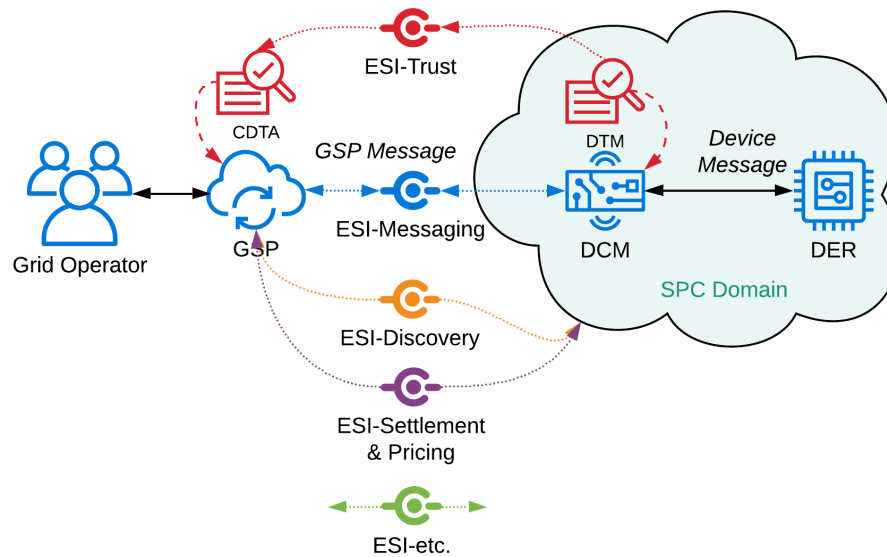 ESI-Trust
CDTA
DTM
GSP Message
Device
Message
ESI-Messaging
GSP
DCM
DER
Grid Operator
SPC Domain
ESI-Discovery
ESI-Settlement
& Pricing
ESI-etc.